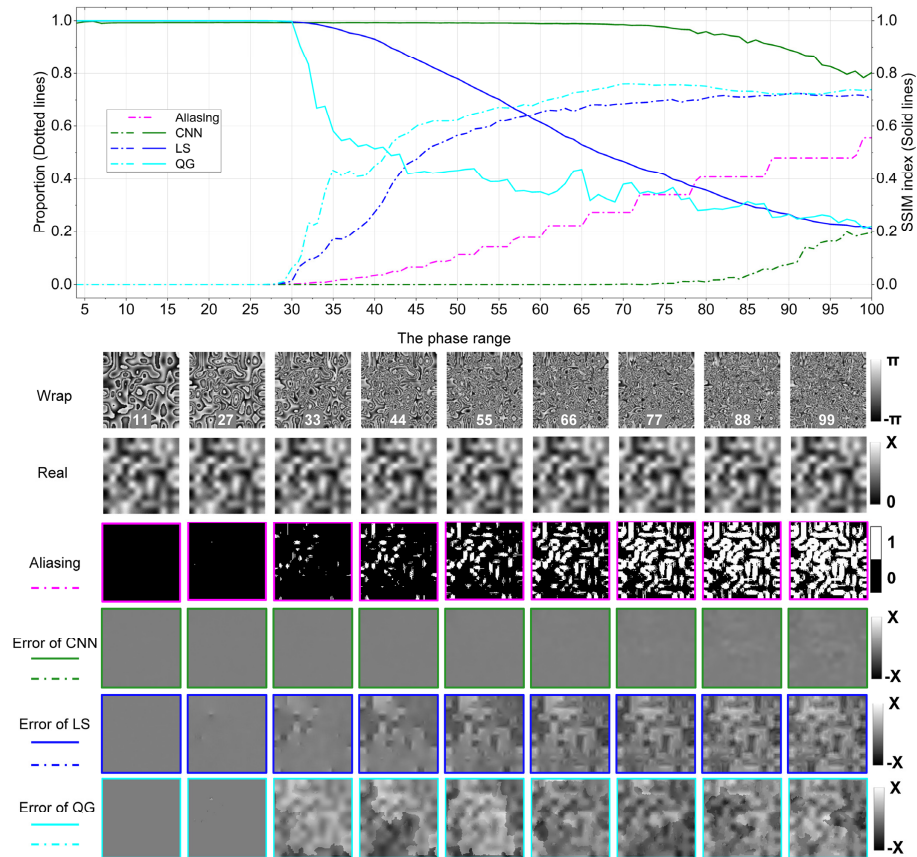 1.0 0.8 0.6 0.4 0.2 0.0
Proportion (Dotted lines)
Aliasing
CNN
LS
QG
1.0 0.8 0.6 0.4 0.2 0.0
SSIM incex (Solid lines)
5 10 15 20 25 30 35 40 45 50 55 60 65 70 75 80 85 90 95 100
The phase range
Wrap
11 27 33 44 55 66 77 88 99
π
-π
Real
X
0
Aliasing
1
0
Error of CNN
X
-X
Error of LS
X
-X
Error of QG
X
-X